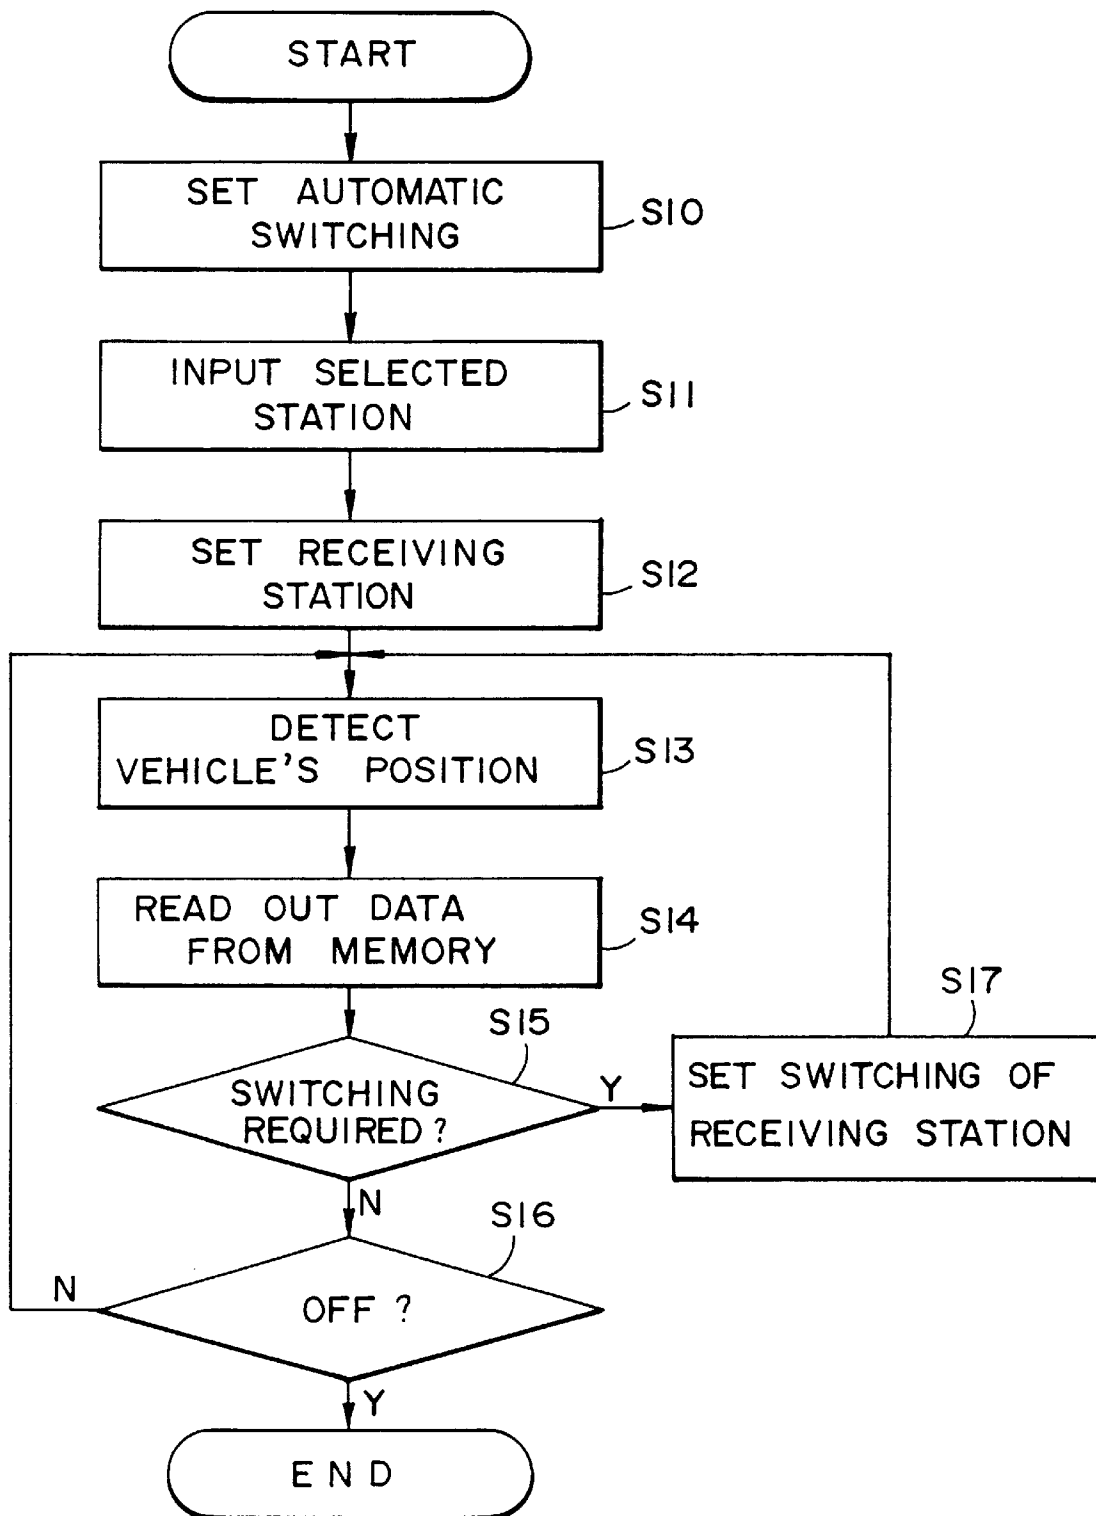 START
SET AUTOMATIC
SWITCHING
S10
INPUT SELECTED
STATION
S11
SET RECEIVING
STATION
S12
DETECT
VEHICLE'S POSITION
S13
READ OUT DATA
FROM MEMORY
S14
S15
SWITCHING
REQUIRED?
Y
S17
SET SWITCHING OF
RECEIVING STATION
N
S16
OFF?
N
Y
END